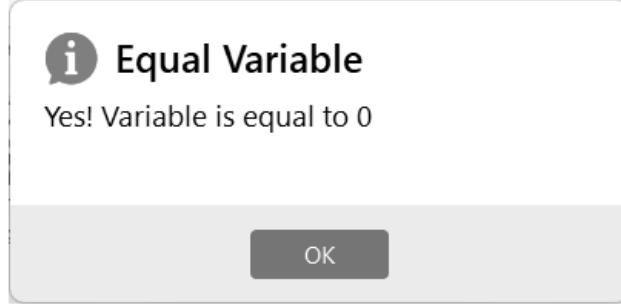 Equal Variable
Yes! Variable is equal to 0
OK